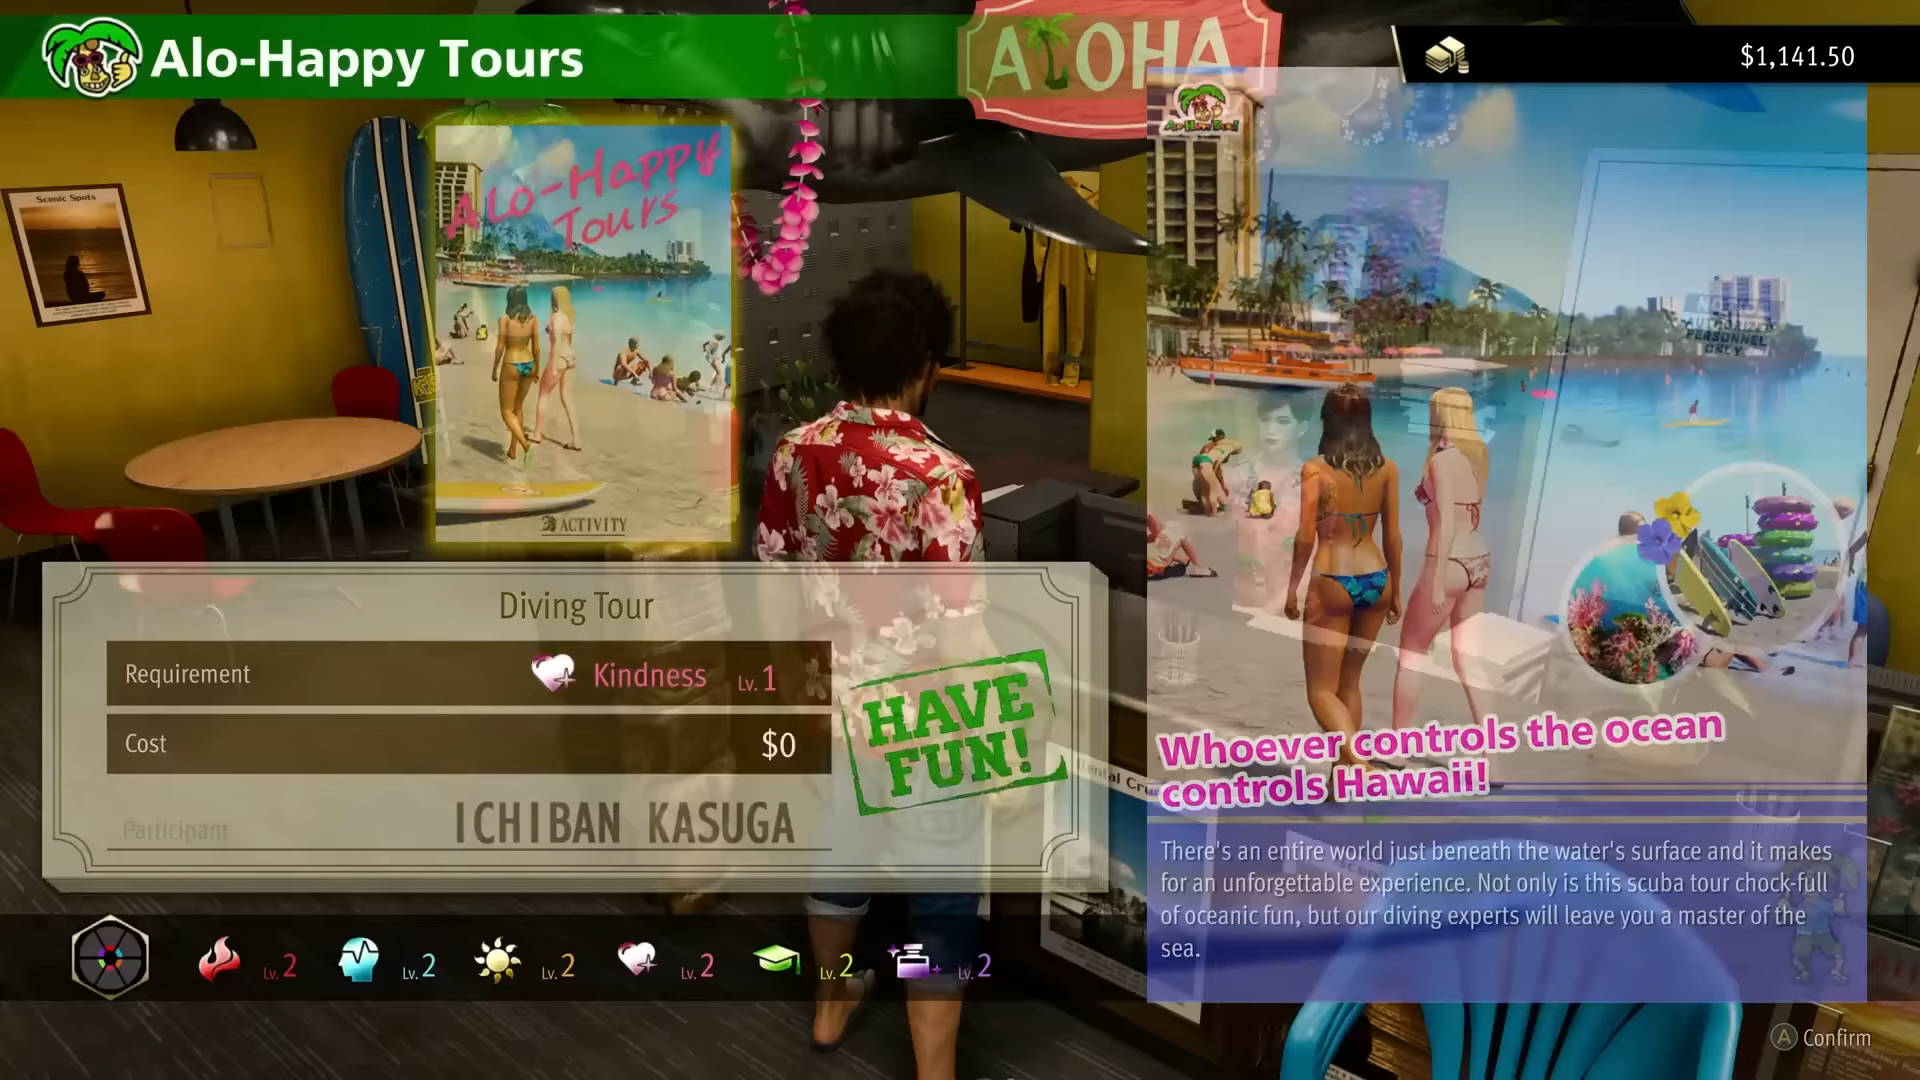 Alo-Happy Tours
ALOHA
$1,141.50
Scenic Spots
Alo-Happy
Tours
ACTIVITY
AUTHORIZED
PERSONNEL
ONLY
Diving Tour
Requirement
Kindness Lv. 1
Cost
$0
HAVE
FUN!
Participant
ICHIBAN KASUGA
Whoever controls the ocean
controls Hawaii!
There's an entire world just beneath the water's surface and it makes
for an unforgettable experience. Not only is this scuba tour chock-full
of oceanic fun, but our diving experts will leave you a master of the
sea.
Lv. 2
Lv. 2
Lv. 2
Lv. 2
Lv. 2
Lv. 2
A Confirm